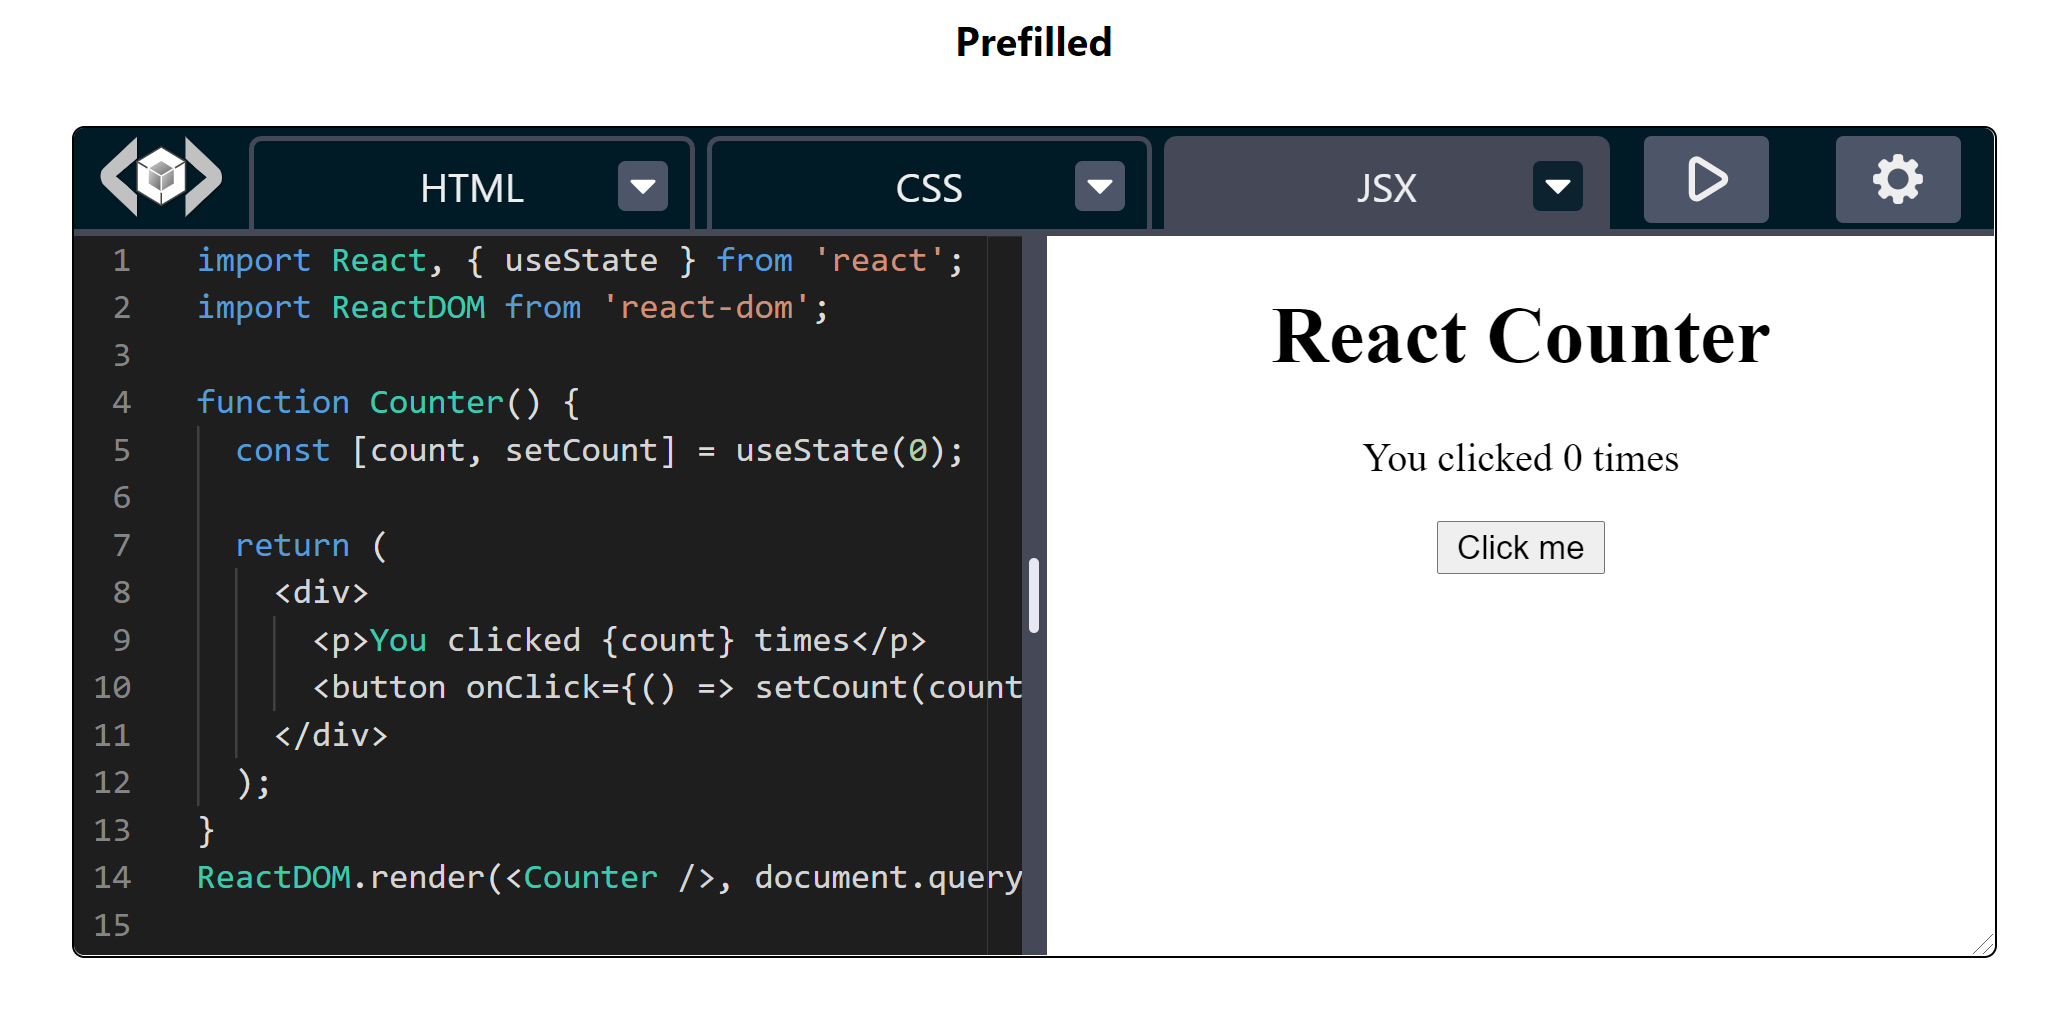 Prefilled
HTML
CSS
JSX
1 import React, { useState } from 'react';
2 import ReactDOM from 'react-dom';
3
4 function Counter() {
5   const [count, setCount] = useState(0);
6
7   return (
8     <div>
9       <p>You clicked {count} times</p>
10       <button onClick={() => setCount(count
11     </div>
12   );
13 }
14 ReactDOM.render(<Counter />, document.query
15
React Counter
You clicked 0 times
Click me